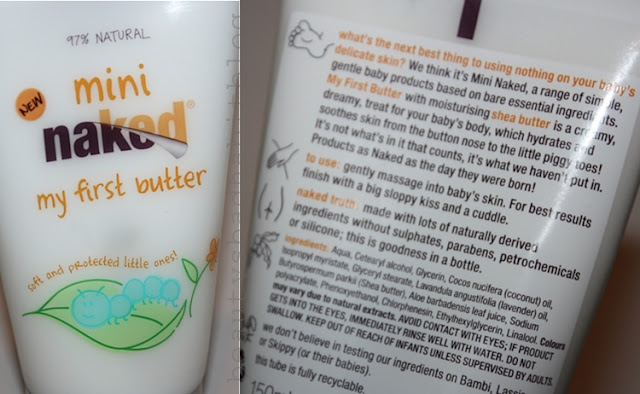 97% NATURAL
NEW
mini
naked®
my first butter
soft and protected little ones!
what's the next best thing to using nothing on your baby's
delicate skin? We think it's Mini Naked, a range of simple,
gentle baby products based on bare essential ingredients.
My First Butter with moisturising shea butter is a creamy,
dreamy, treat for your baby's body, which hydrates and
soothes skin from the button nose to the little piggy toes!
It's not what's in it that counts, it's what we haven't put in.
Products as Naked as the day they were born!
to use: gently massage into baby's skin. For best results
finish with a big sloppy kiss and a cuddle.
naked truth: made with lots of naturally derived
ingredients without sulphates, parabens, petrochemicals
or silicone; this is goodness in a bottle.
ingredients: Aqua, Cetearyl alcohol, Glycerin, Cocos nucifera (coconut) oil,
Isopropyl myristate, Glyceryl stearate, Lavandula angustifolia (lavender) oil,
Butyrospermum parkii (Shea butter), Aloe barbadensis leaf juice, Sodium
polyacrylate, Phenoxyethanol, Chlorphenesin, Ethylhexylglycerin, Linalool. Colours
may vary due to natural extracts. AVOID CONTACT WITH EYES; IF PRODUCT
GETS INTO THE EYES, IMMEDIATELY RINSE WELL WITH WATER. DO NOT
SWALLOW. KEEP OUT OF REACH OF INFANTS UNLESS SUPERVISED BY ADULTS.
we don't believe in testing our ingredients on Bambi, Lassie
or Skippy (or their babies).
this tube is fully recyclable.